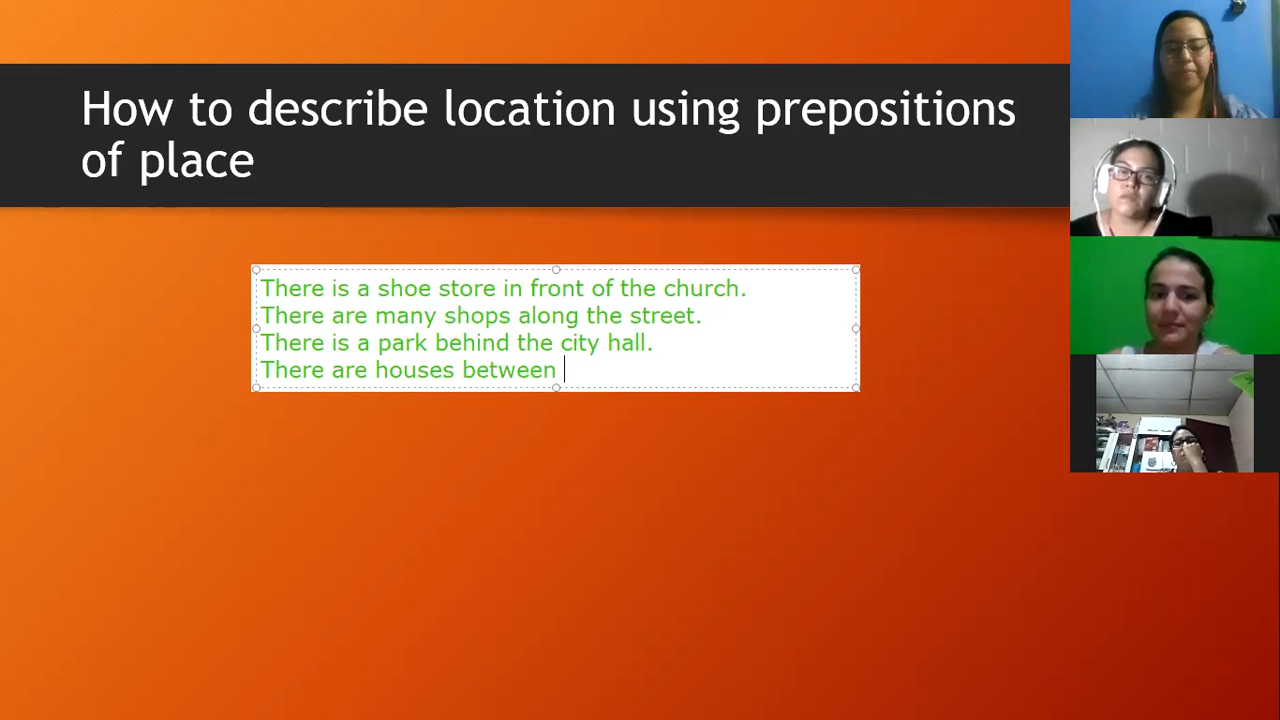 How to describe location using prepositions
of place
There is a shoe store in front of the church.
There are many shops along the street.
There is a park behind the city hall.
There are houses between